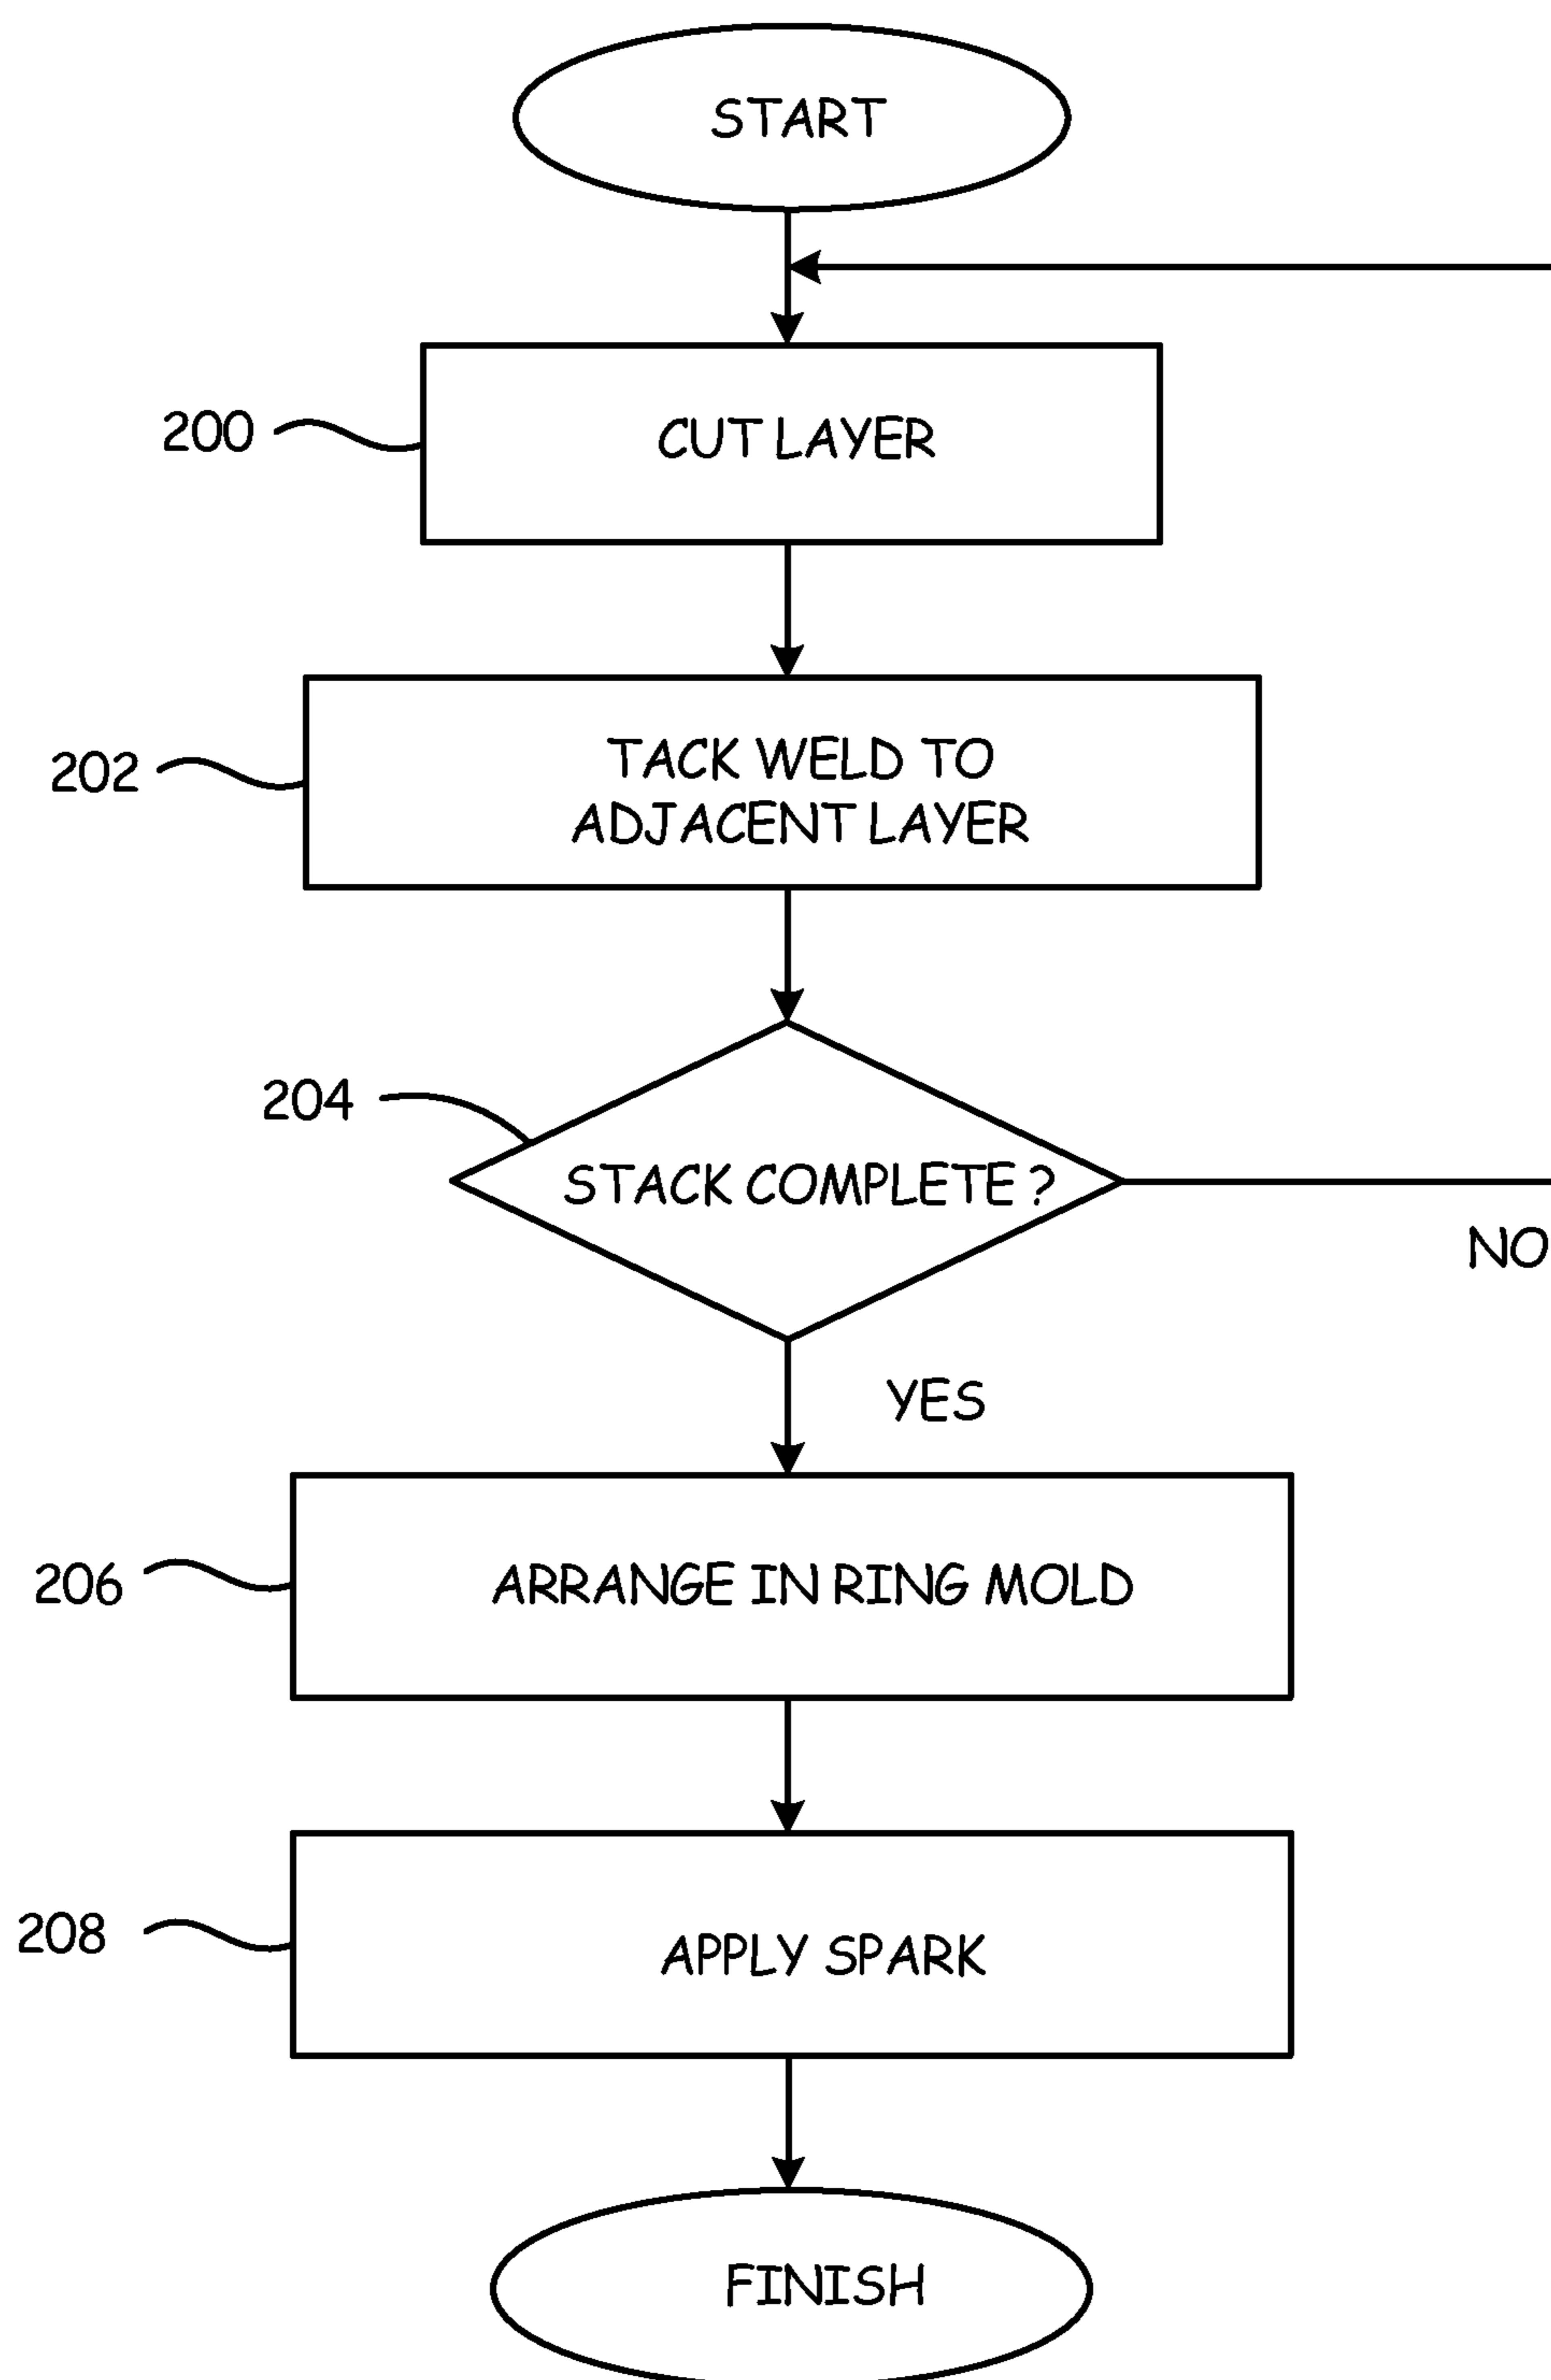 START
200
CUT LAYER
202
TACK WELD TO
ADJACENT LAYER
204
STACK COMPLETE ?
NO
YES
206
ARRANGE IN RING MOLD
208
APPLY SPARK
FINISH